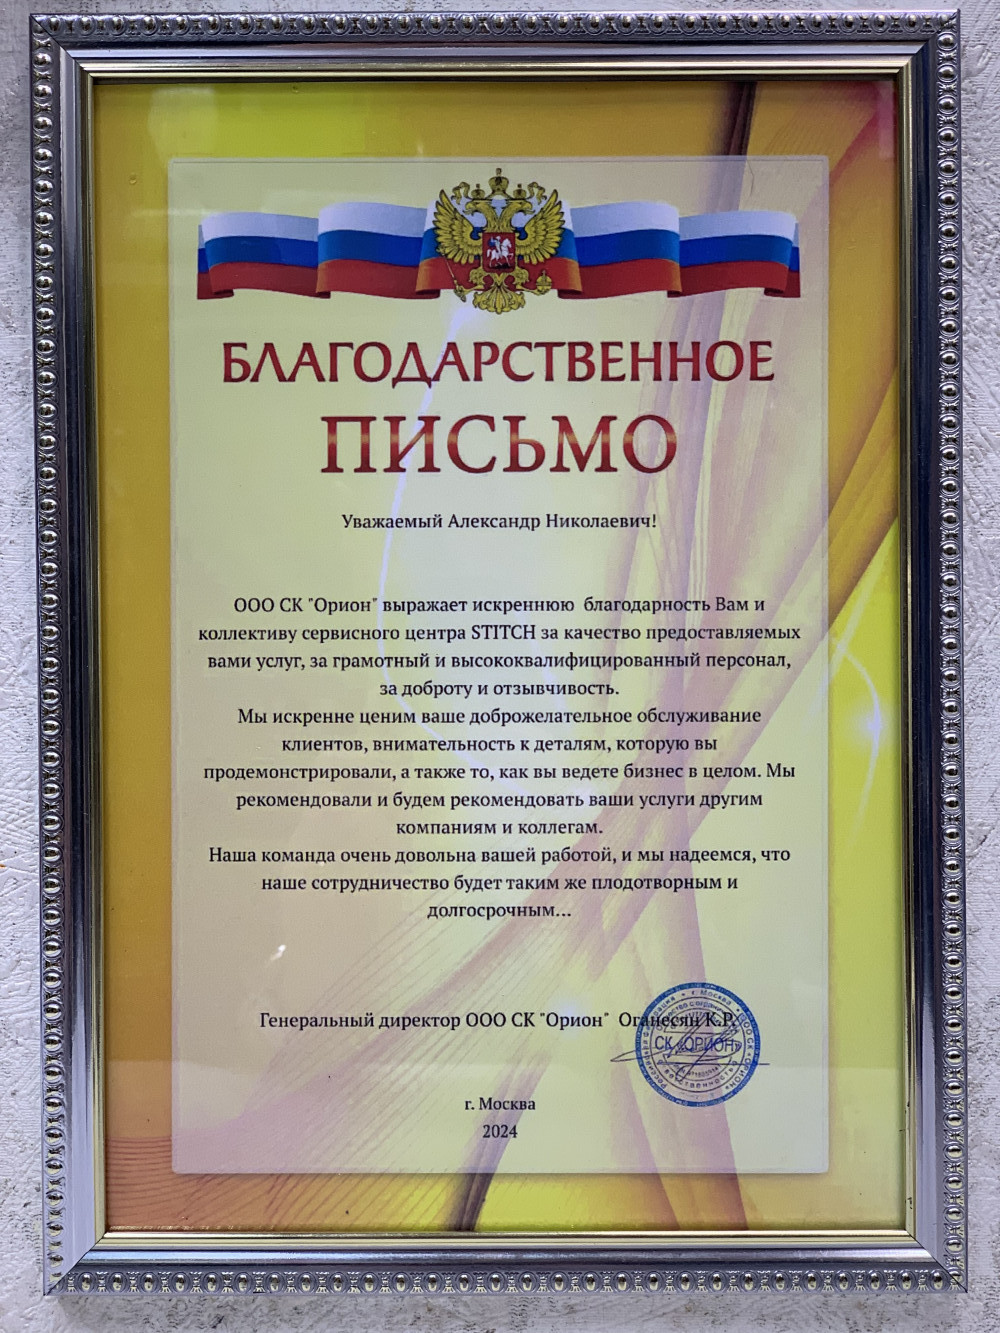 БЛАГОДАРСТВЕННОЕ
ПИСЬМО
Уважаемый Александр Николаевич!
ООО СК "Орион" выражает искреннюю благодарность Вам и
коллективу сервисного центра STITCH за качество предоставляемых
вами услуг, за грамотный и высококвалифицированный персонал,
за доброту и отзывчивость.
Мы искренне ценим ваше доброжелательное обслуживание
клиентов, внимательность к деталям, которую вы
продемонстрировали, а также то, как вы ведете бизнес в целом. Мы
рекомендовали и будем рекомендовать ваши услуги другим
компаниям и коллегам.
Наша команда очень довольна вашей работой, и мы надеемся, что
наше сотрудничество будет таким же плодотворным и
долгосрочным...
Генеральный директор ООО СК "Орион" Оганесян К.Р.
СК «ОРИОН»
г. Москва
2024